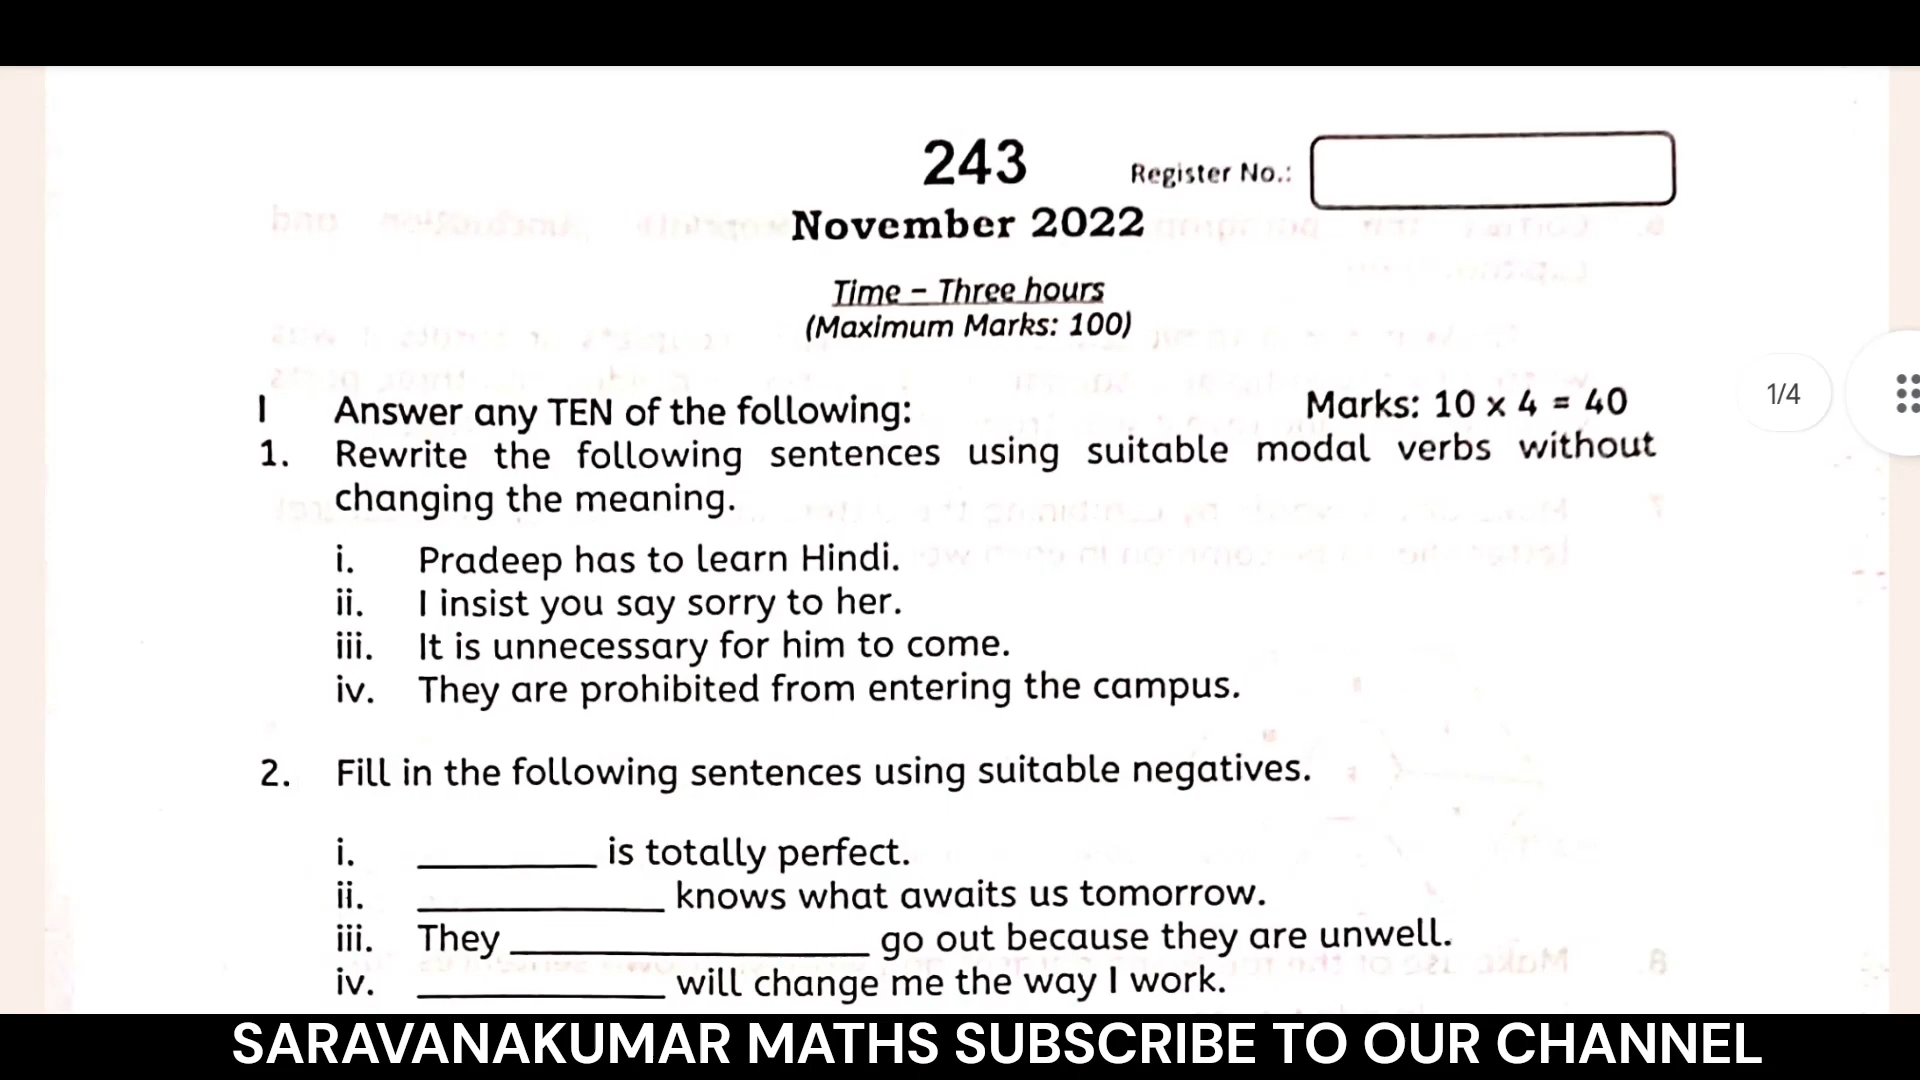 243
Register No.:
November 2022
Time – Three hours
(Maximum Marks: 100)
I Answer any TEN of the following: Marks: 10 x 4 = 40
1. Rewrite the following sentences using suitable modal verbs without
changing the meaning.
i. Pradeep has to learn Hindi.
ii. I insist you say sorry to her.
iii. It is unnecessary for him to come.
iv. They are prohibited from entering the campus.
2. Fill in the following sentences using suitable negatives.
i. __________ is totally perfect.
ii. __________ knows what awaits us tomorrow.
iii. They __________ go out because they are unwell.
iv. __________ will change me the way I work.
1/4
SARAVANAKUMAR MATHS SUBSCRIBE TO OUR CHANNEL